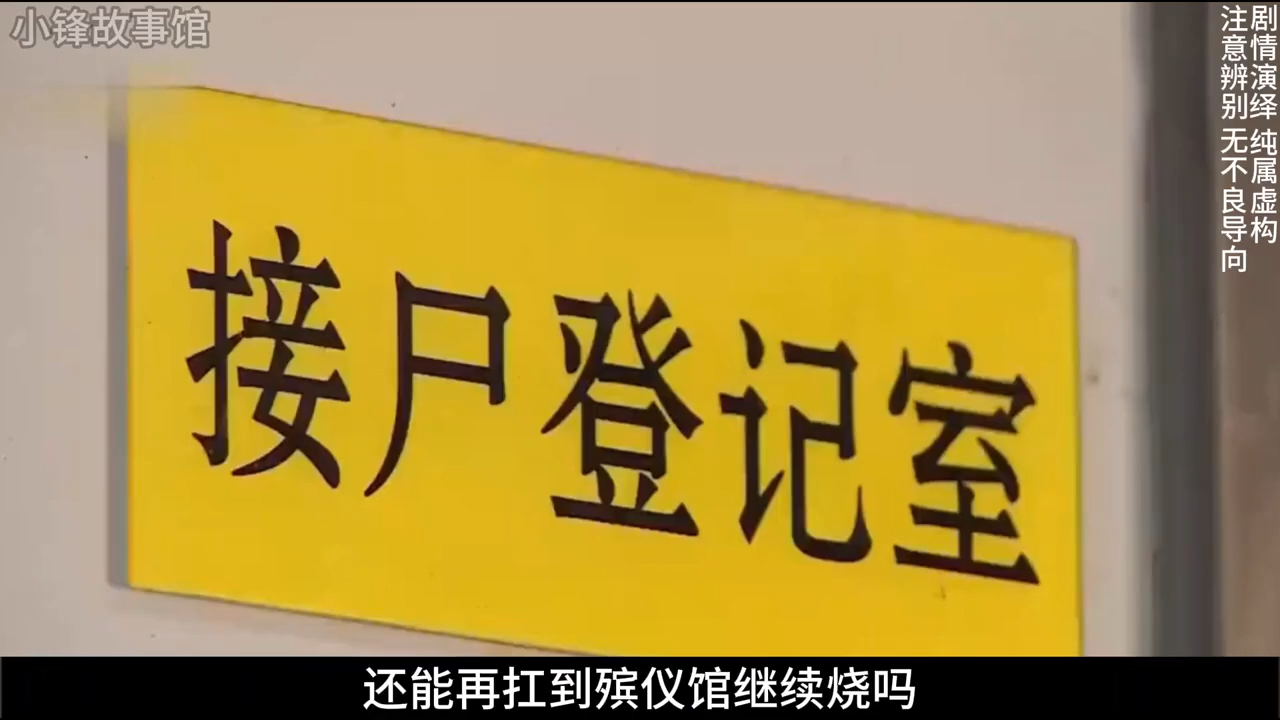 小锋故事馆
剧情演绎 纯属虚构
注意辨别 无不良导向
接尸登记室
还能再扛到殡仪馆继续烧吗